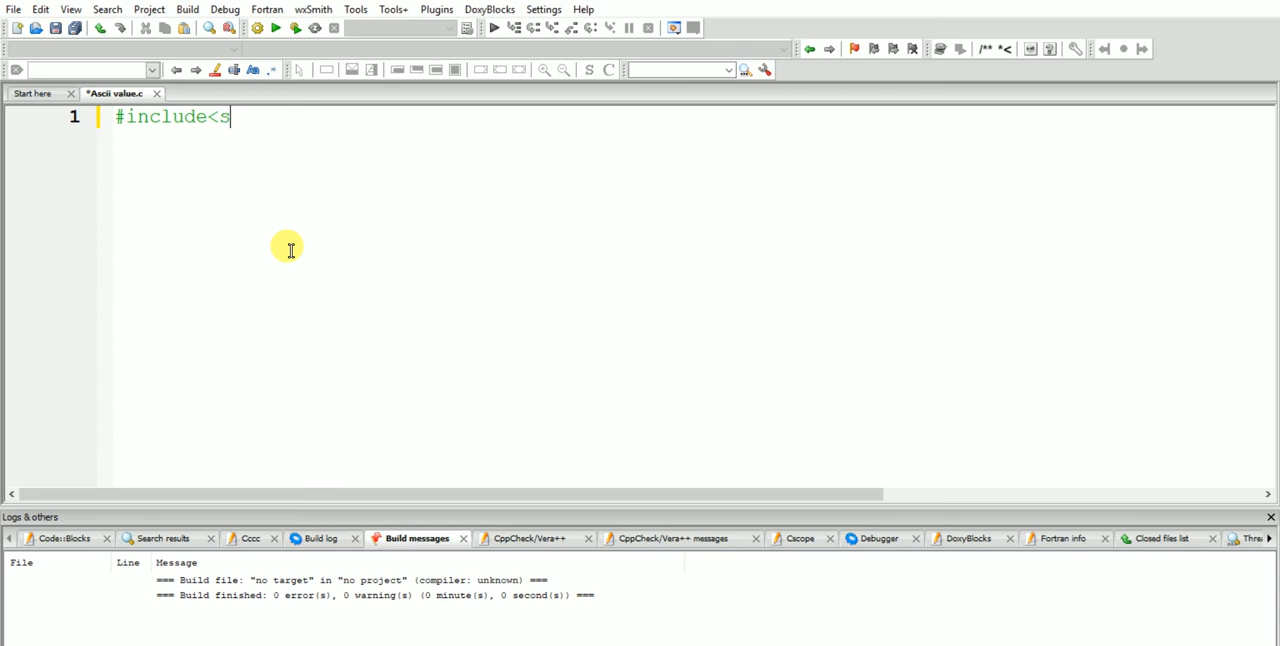 File Edit View Search Project Build Debug Fortran wxSmith Tools Tools+ Plugins DoxyBlocks Settings Help
/** *<
S C
Start here *Ascii value.c
1 #include<s
Logs & others
Code::Blocks Search results Cccc Build log Build messages CppCheck/Vera++ CppCheck/Vera++ messages Cscope Debugger DoxyBlocks Fortran info Closed files list Threa
File Line Message
=== Build file: "no target" in "no project" (compiler: unknown) ===
=== Build finished: 0 error(s), 0 warning(s) (0 minute(s), 0 second(s)) ===